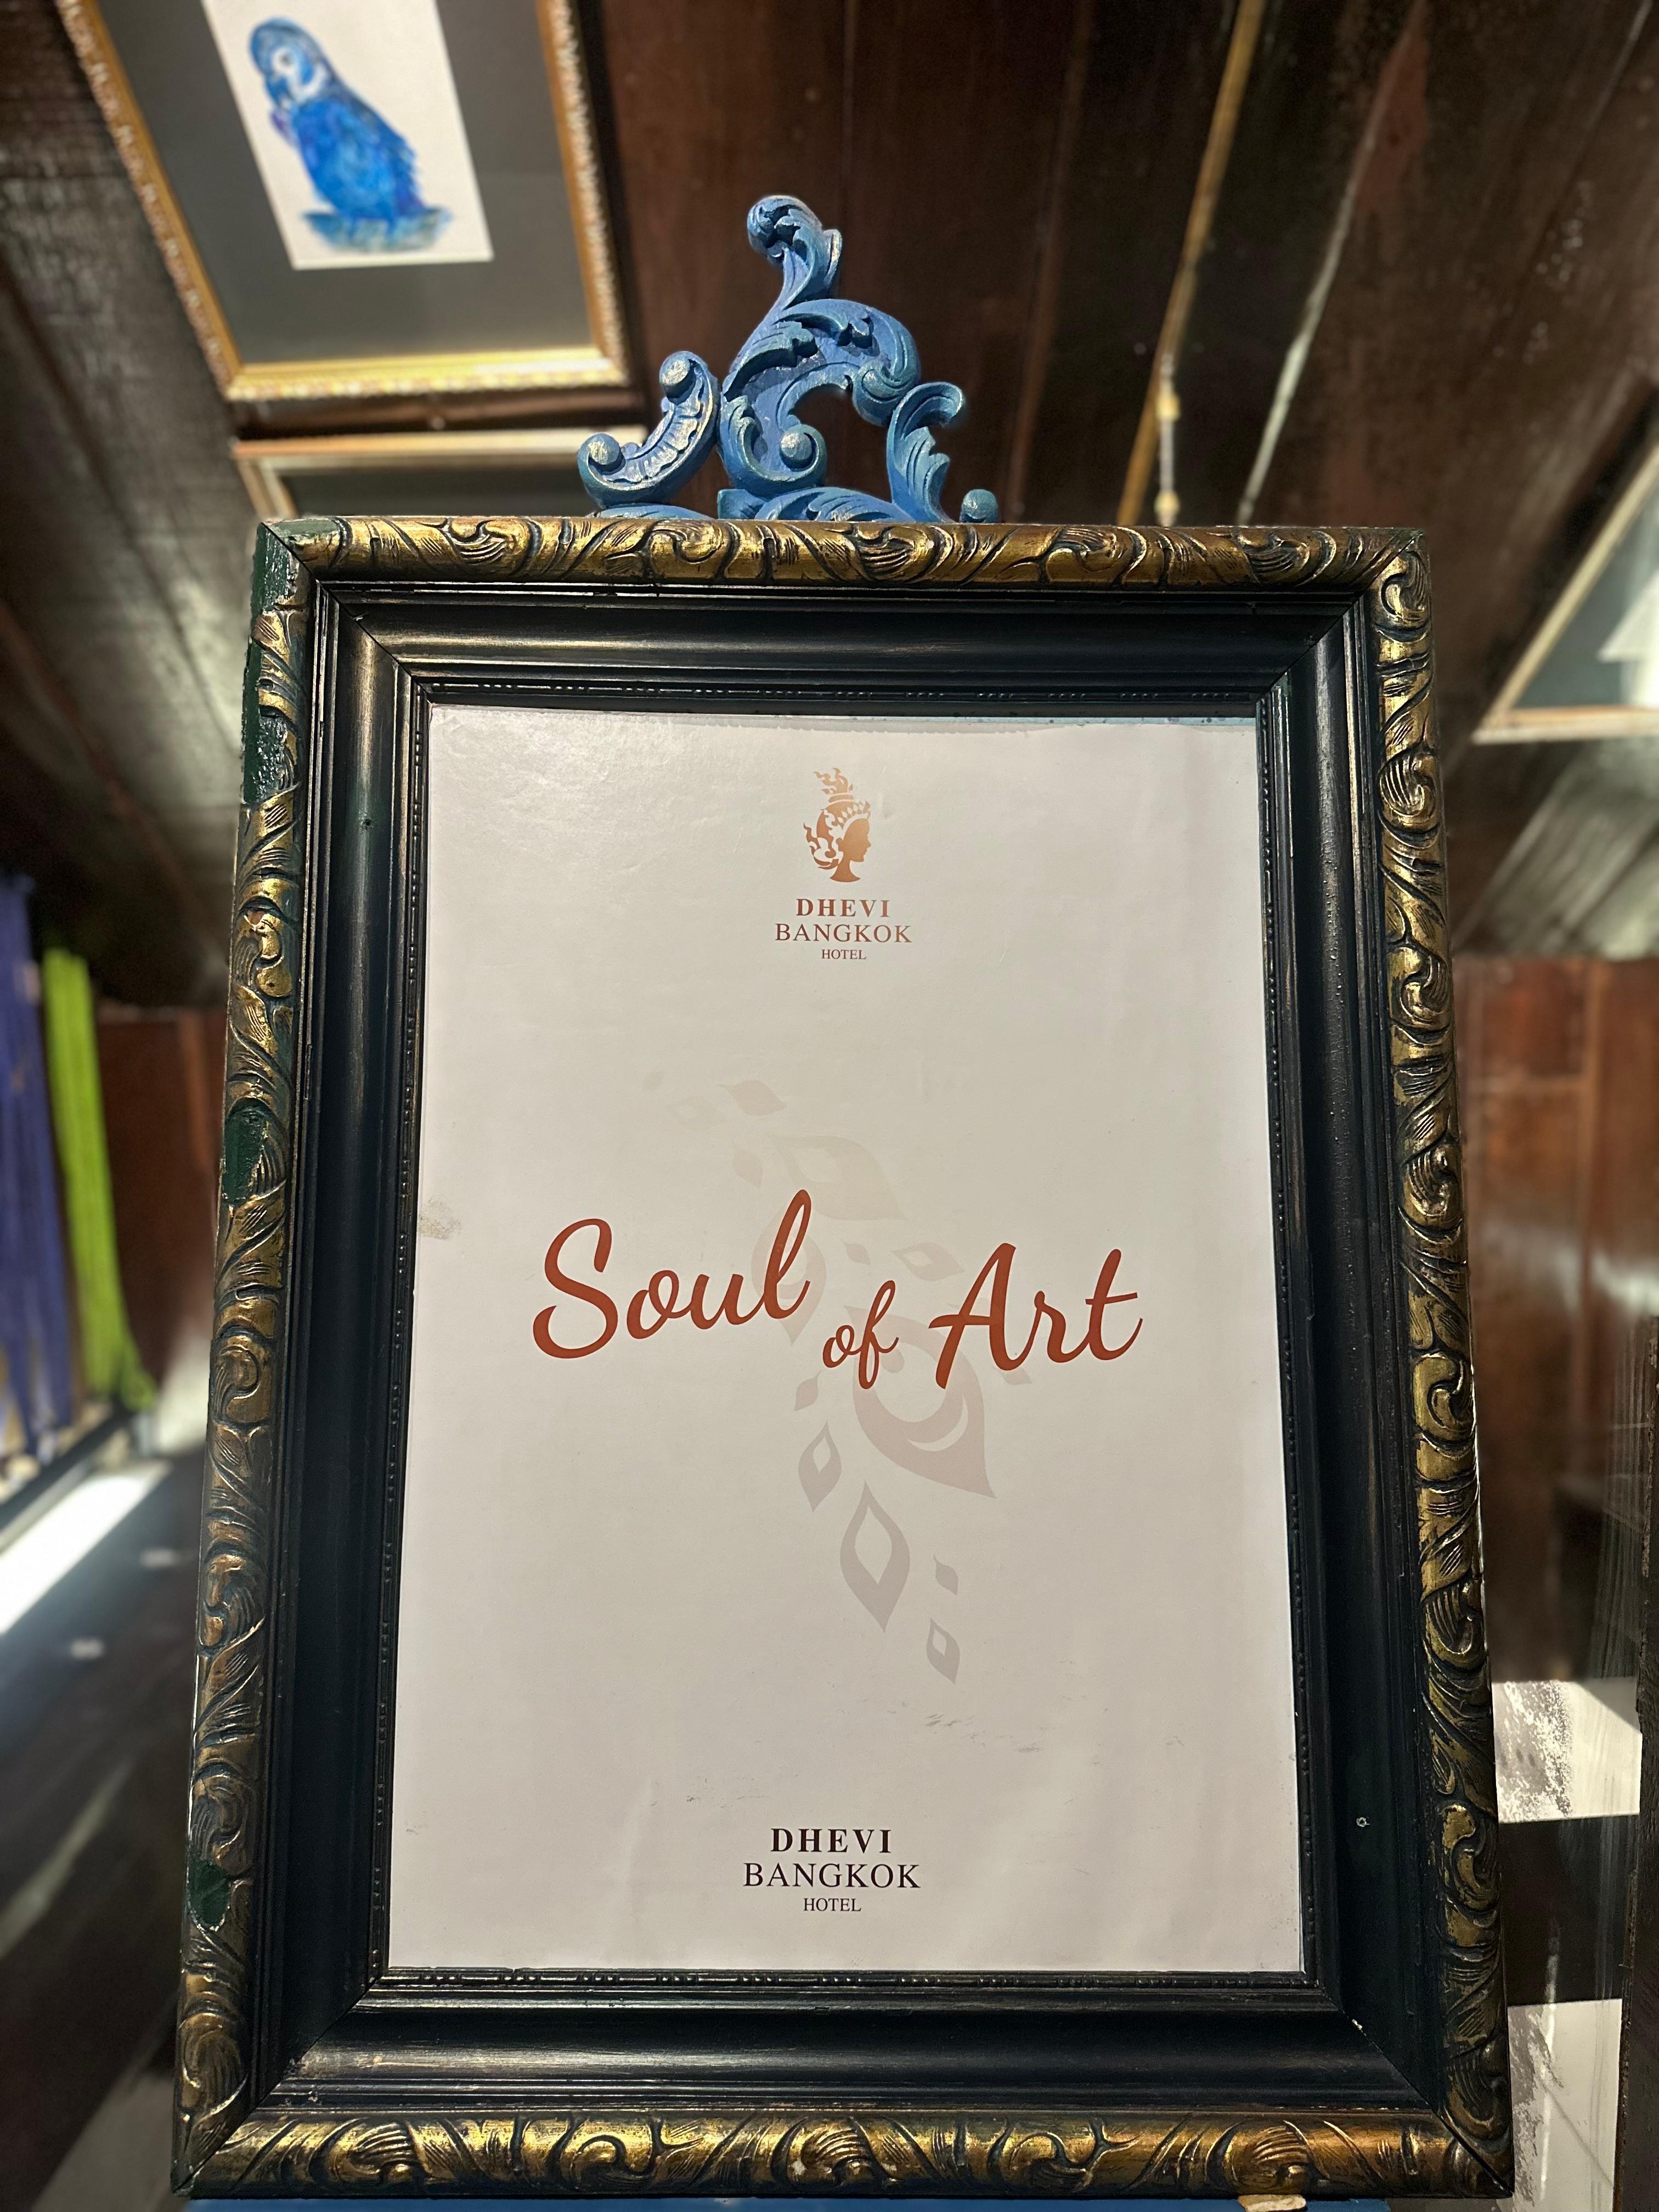 DHEVI
BANGKOK
HOTEL
Soul of Art
DHEVI
BANGKOK
HOTEL